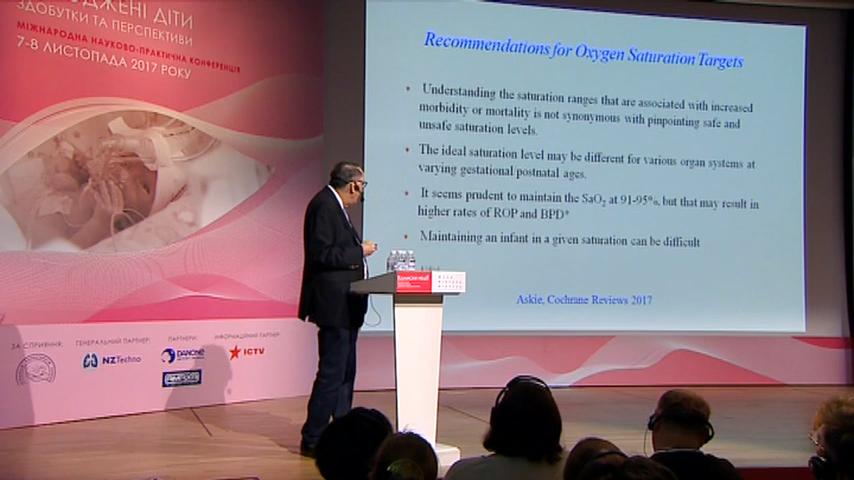 ДЖЕНІ ДІТИ
ЗДОБУТКИ ТА ПЕРСПЕКТИВИ
МІЖНАРОДНА НАУКОВО-ПРАКТИЧНА КОНФЕРЕНЦІЯ
7-8 ЛИСТОПАДА 2017 РОКУ
Recommendations for Oxygen Saturation Targets
• Understanding the saturation ranges that are associated with increased
morbidity or mortality is not synonymous with pinpointing safe and
unsafe saturation levels.
• The ideal saturation level may be different for various organ systems at
varying gestational/postnatal ages.
• It seems prudent to maintain the SaO₂ at 91-95%, but that may result in
higher rates of ROP and BPD*
• Maintaining an infant in a given saturation can be difficult
Askie, Cochrane Reviews 2017
ЗА СПРИЯННЯ:
ГЕНЕРАЛЬНИЙ ПАРТНЕР:
NZTechno
ПАРТНЕРИ:
DANONE
ІНФОРМАЦІЙНИЙ ПАРТНЕР:
ICTV